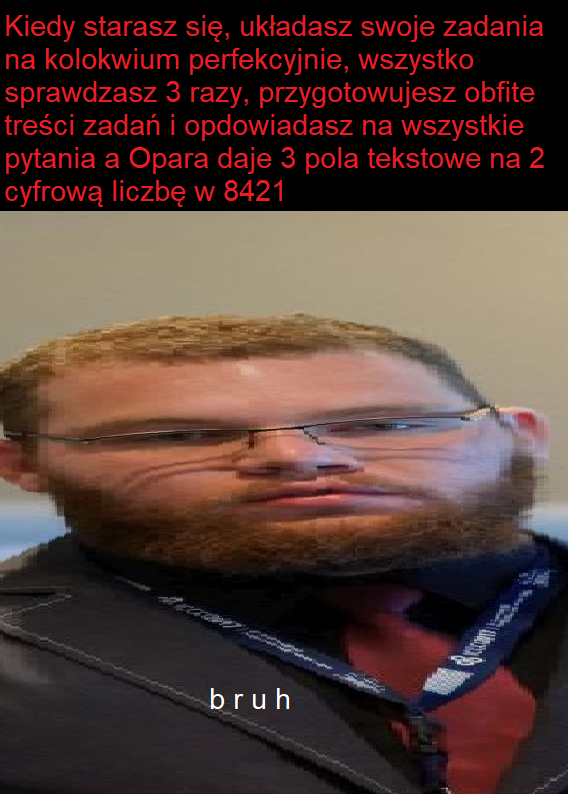 Kiedy starasz się, układasz swoje zadania
na kolokwium perfekcyjnie, wszystko
sprawdzasz 3 razy, przygotowujesz obfite
treści zadań i opdowiadasz na wszystkie
pytania a Opara daje 3 pola tekstowe na 2
cyfrową liczbę w 8421
b r u h